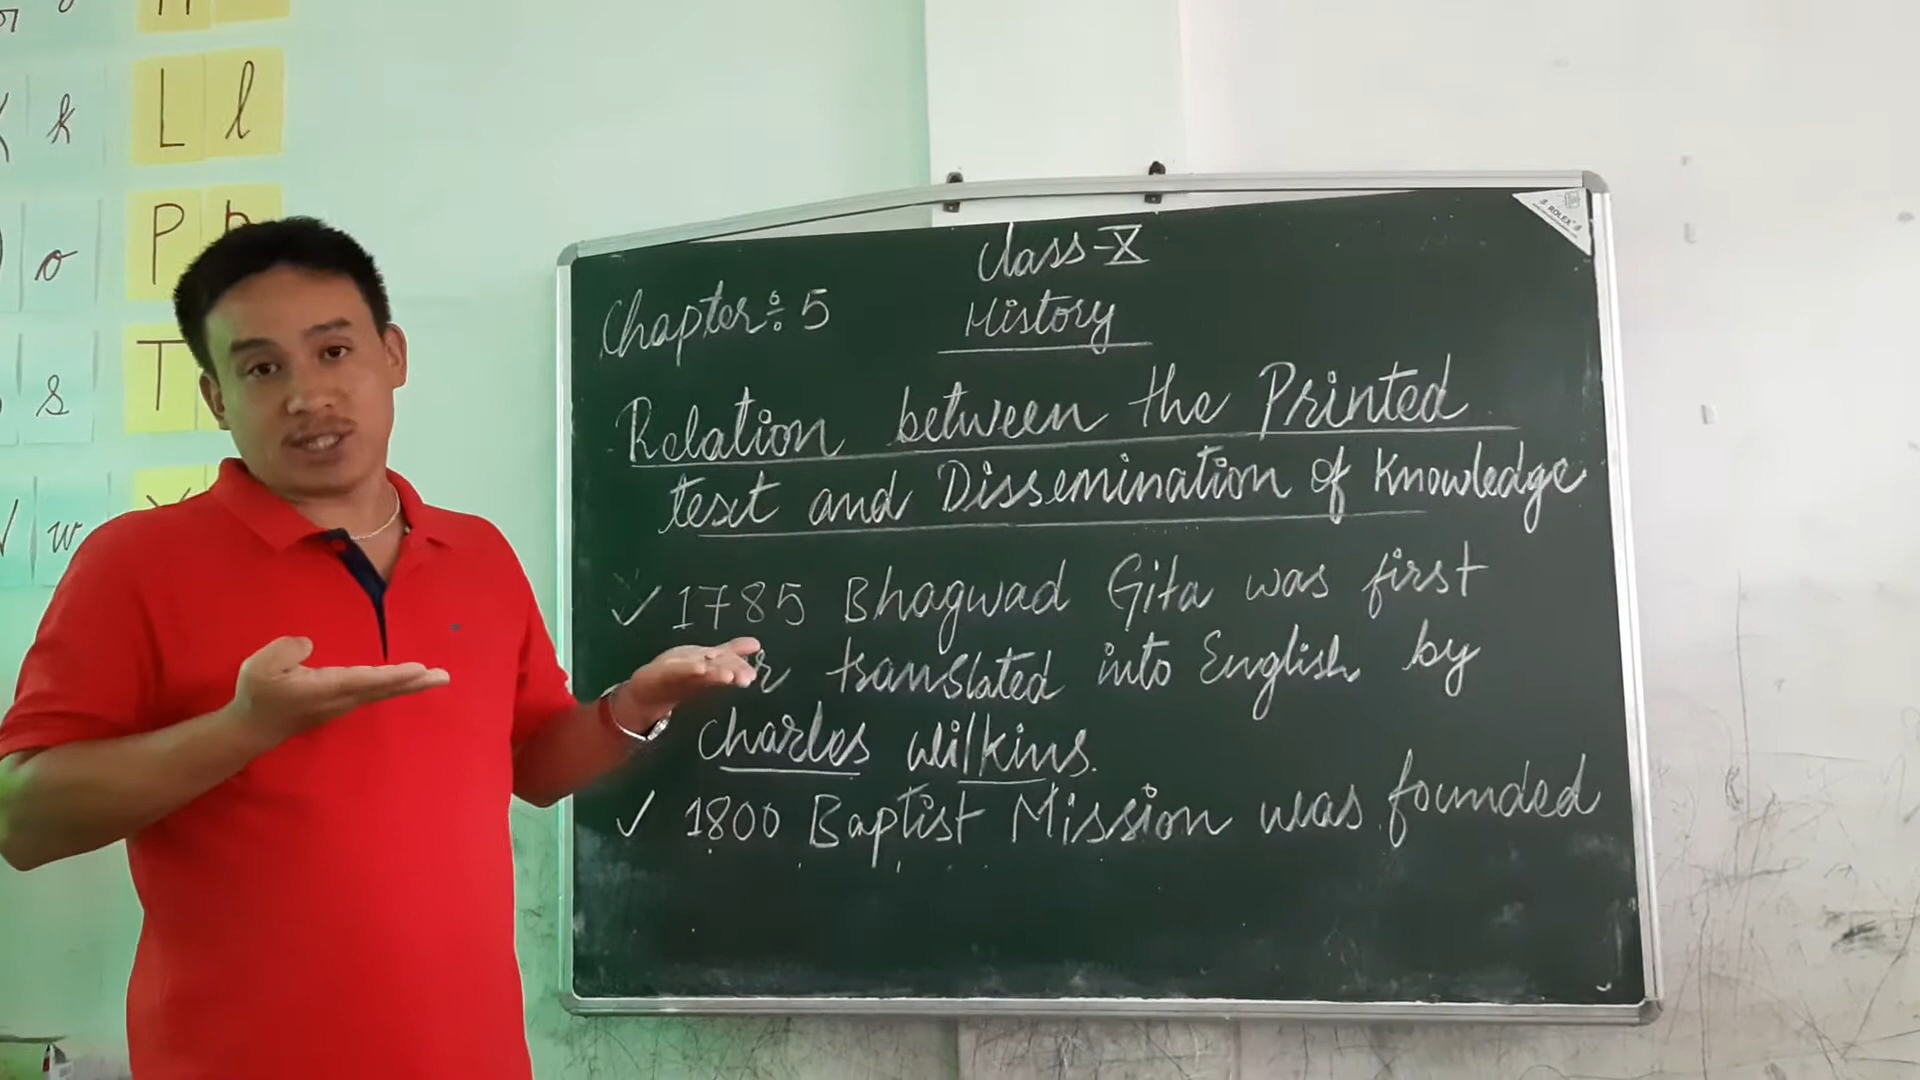 L l
k
P
o
T
s
w
ROLEX
Class-X
Chapter÷5
History
Relation between the Printed
text and Dissemination of Knowledge
✓ 1785 Bhagwad Gita was first
translated into English by
Charles Wilkins.
✓ 1800 Baptist Mission was founded